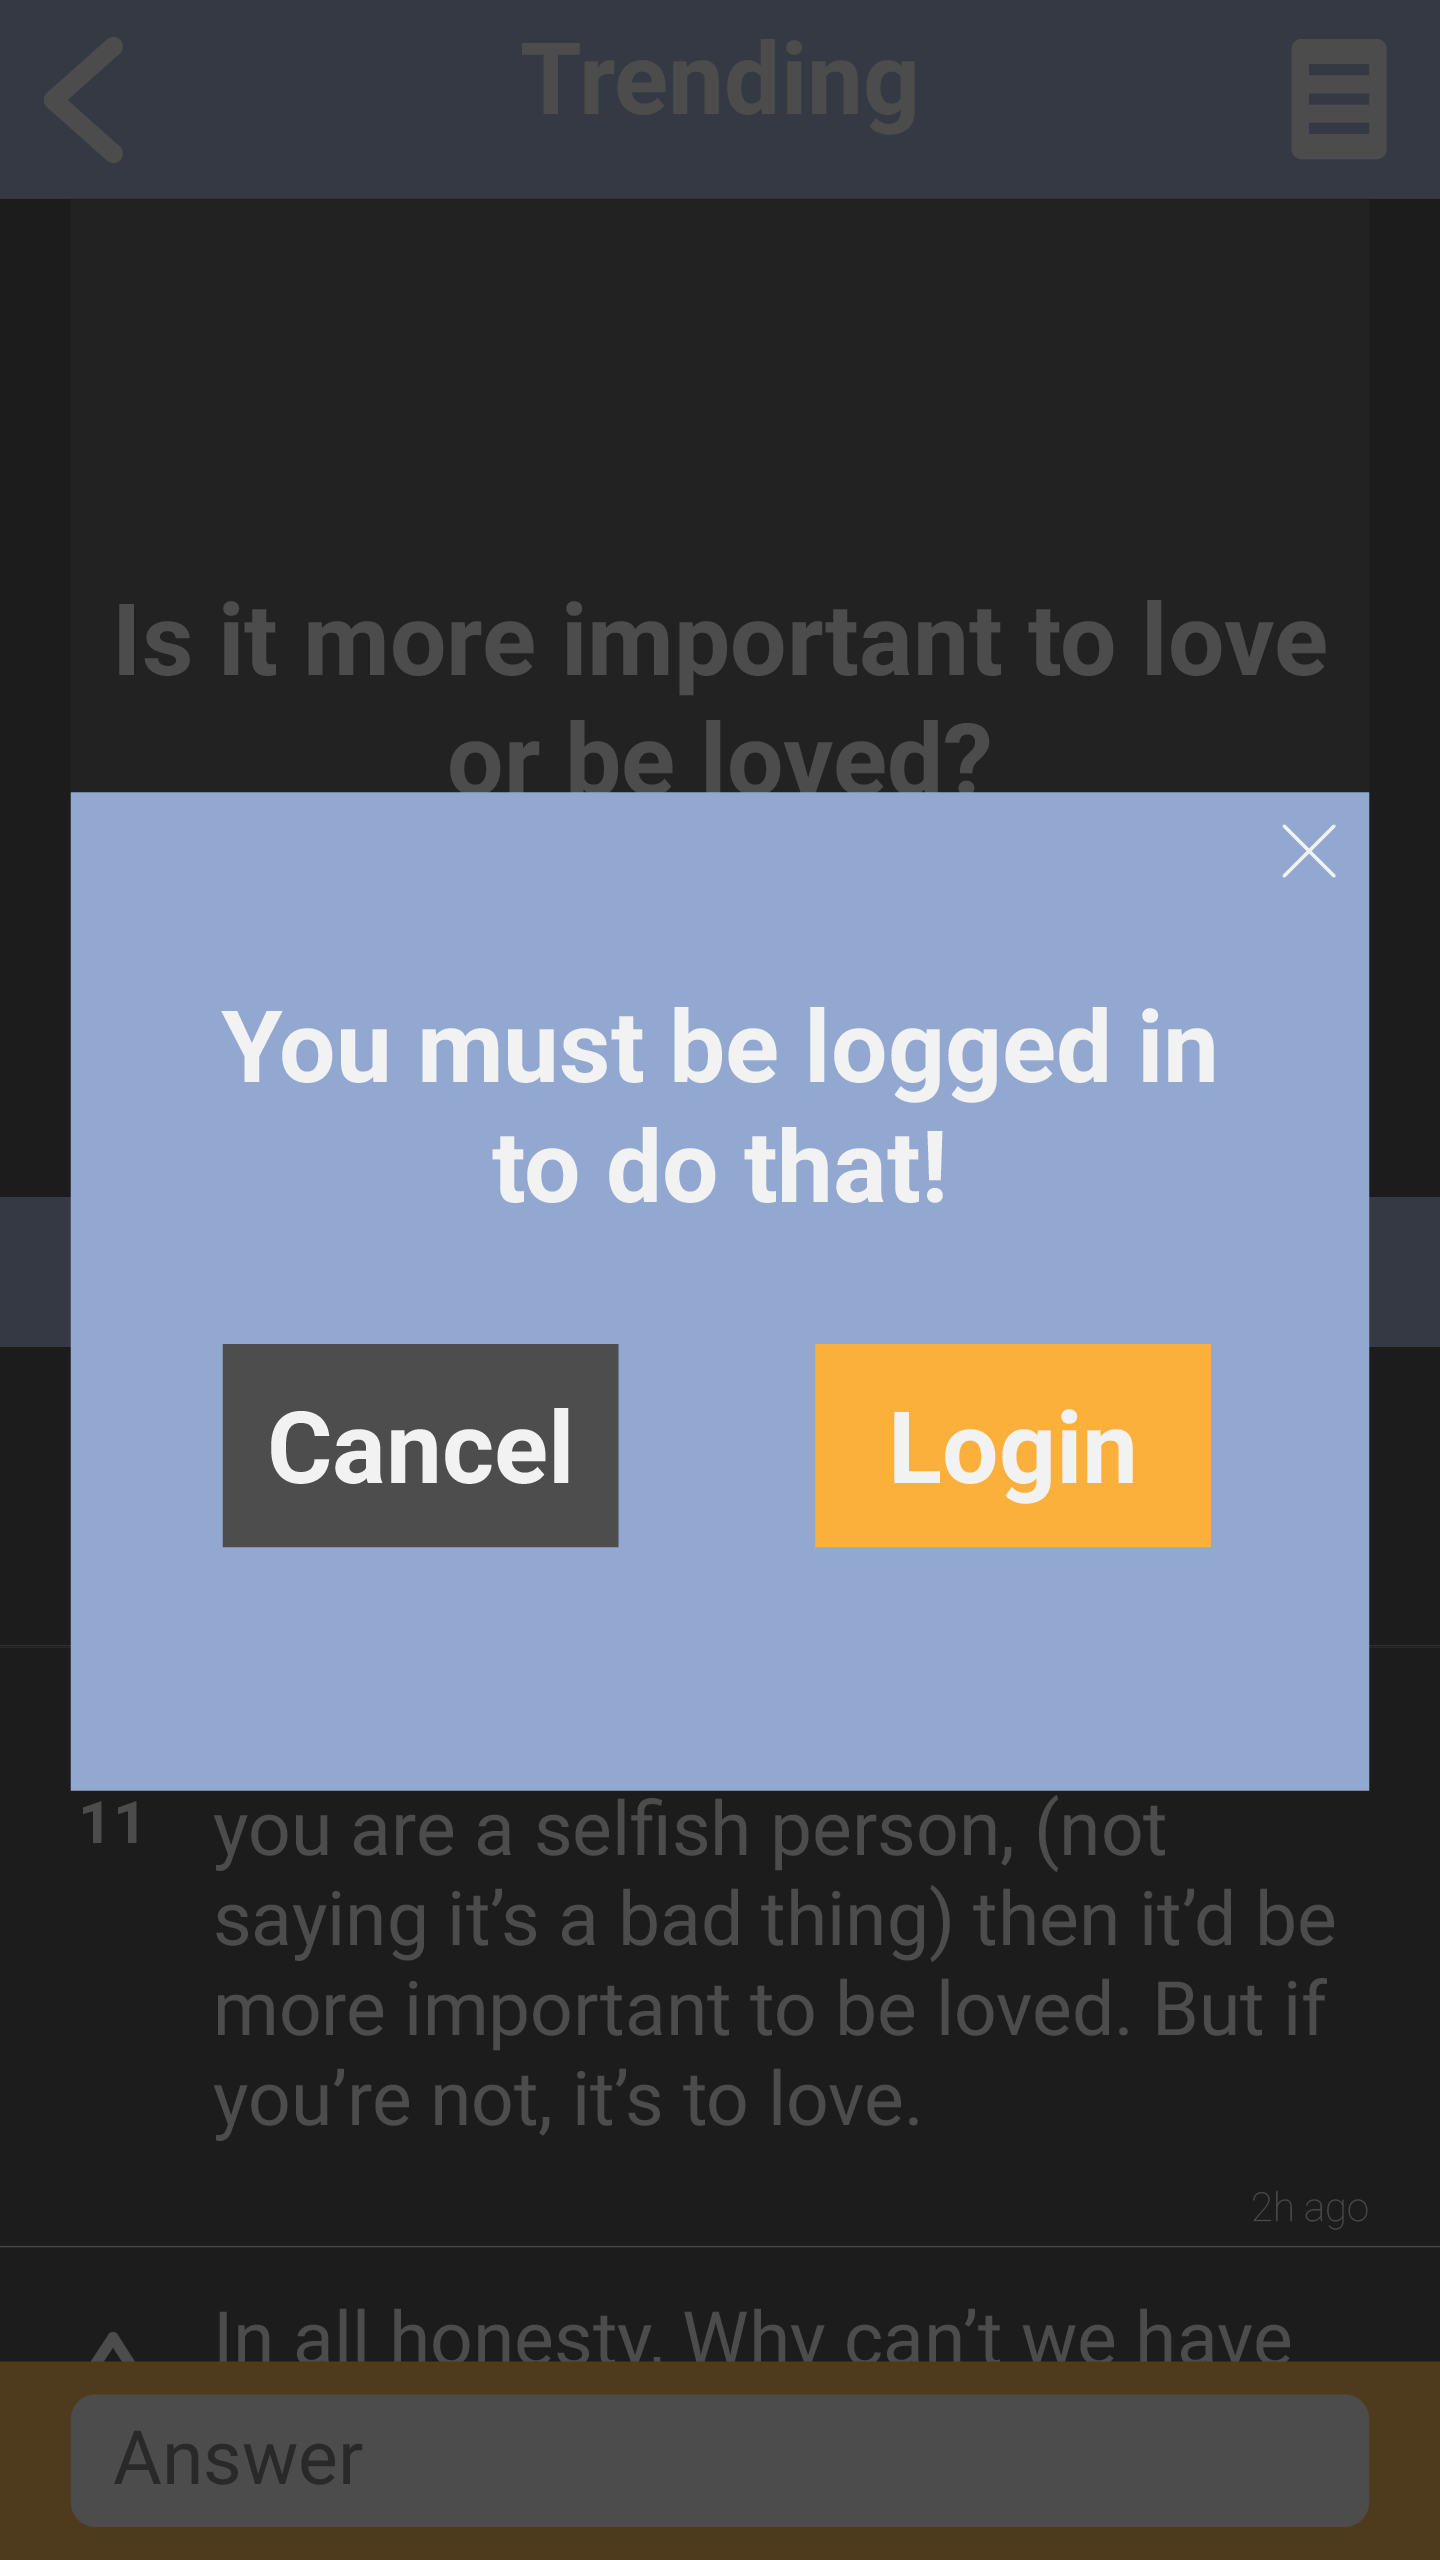 Trending
Is it more important to love
or be loved?
You must be logged in
to do that!
Cancel
Login
11
you are a selfish person, (not
saying it’s a bad thing) then it’d be
more important to be loved. But if
you’re not, it’s to love.
2h ago
In all honesty, Why can’t we have
Answer